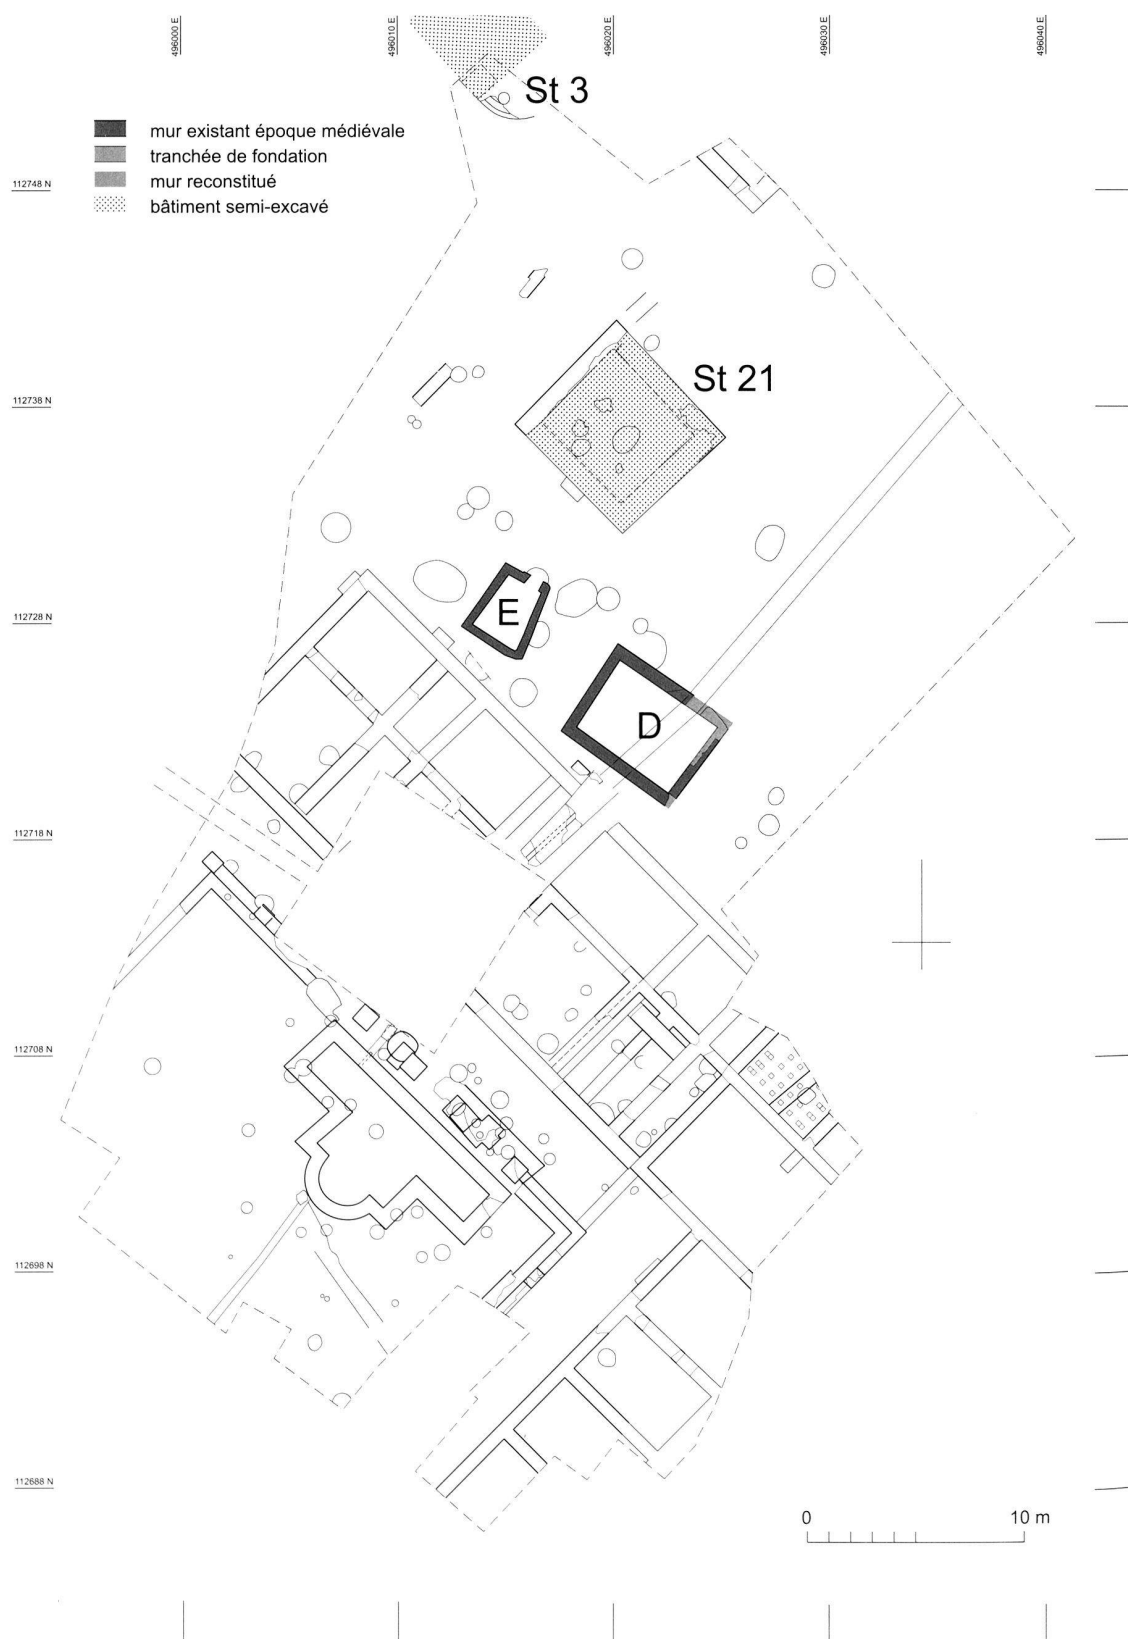 496000 E
496010 E
496020 E
496030 E
496040 E
St 3
mur existant époque médiévale
tranchée de fondation
mur reconstitué
bâtiment semi-excavé
112748 N
St 21
112738 N
E
112728 N
D
112718 N
112708 N
112698 N
112688 N
0 10 m